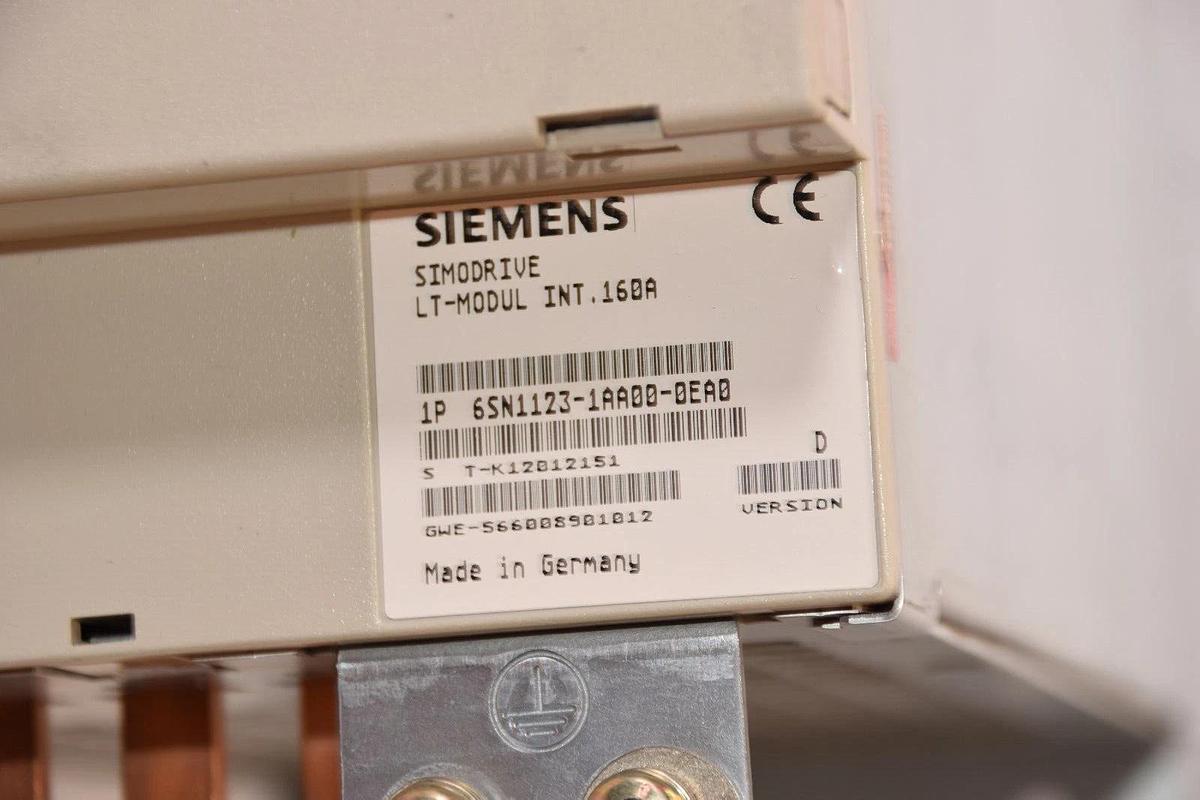 SIEMENS
CE
SIMODRIVE
LT-MODUL INT.160A
1P 6SN1123-1AA00-0EA0
S T-K12012151
D
GWE-566008901012
VERSION
Made in Germany